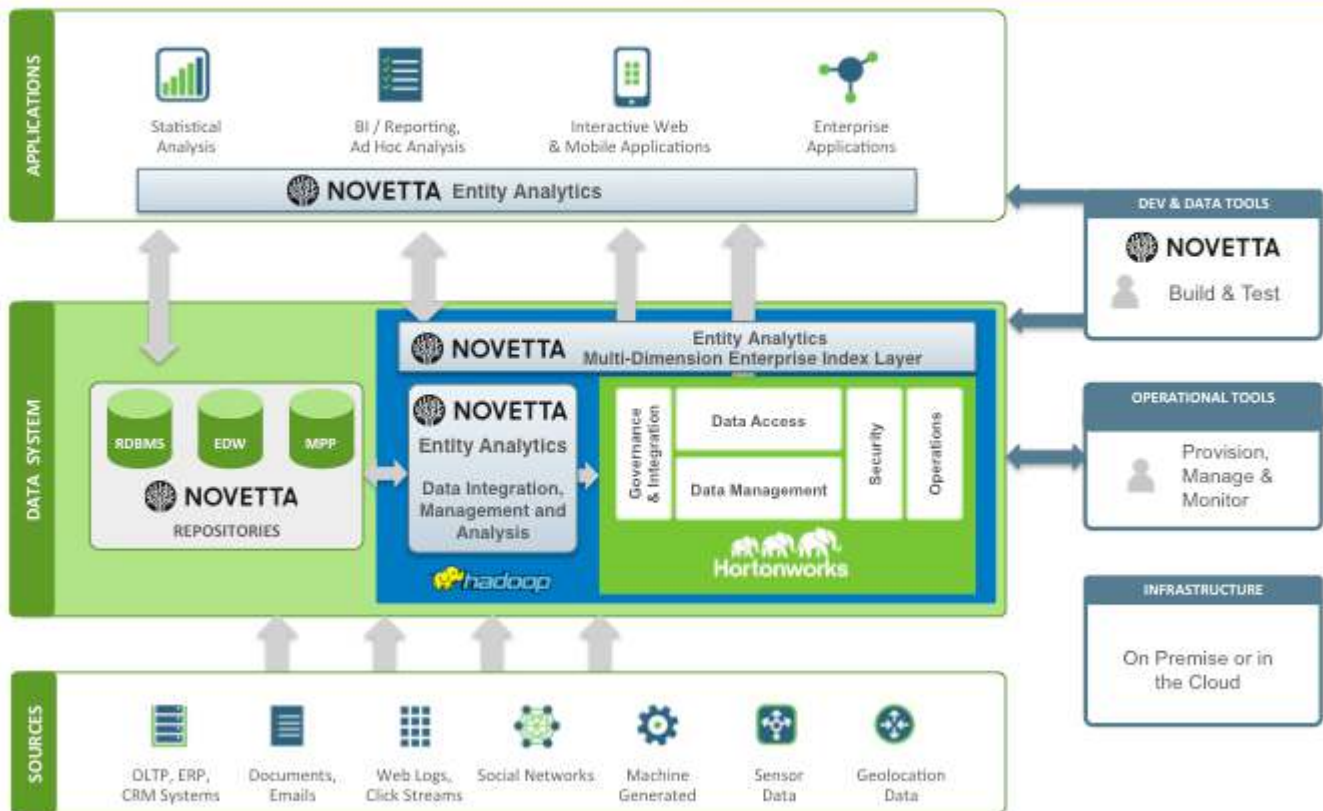 APPLICATIONS
Statistical
Analysis
BI / Reporting,
Ad Hoc Analysis
Interactive Web
& Mobile Applications
Enterprise
Applications
NOVETTA Entity Analytics
DEV & DATA TOOLS
NOVETTA
Build & Test
DATA SYSTEM
NOVETTA
Entity Analytics
Multi-Dimension Enterprise Index Layer
RDBMS
EDW
MPP
NOVETTA
REPOSITORIES
NOVETTA
Entity Analytics
Data Integration,
Management and
Analysis
hadoop
Governance
& Integration
Data Access
Data Management
Security
Operations
Hortonworks
OPERATIONAL TOOLS
Provision,
Manage &
Monitor
INFRASTRUCTURE
On Premise or in
the Cloud
SOURCES
OLTP, ERP,
CRM Systems
Documents,
Emails
Web Logs,
Click Streams
Social Networks
Machine
Generated
Sensor
Data
Geolocation
Data